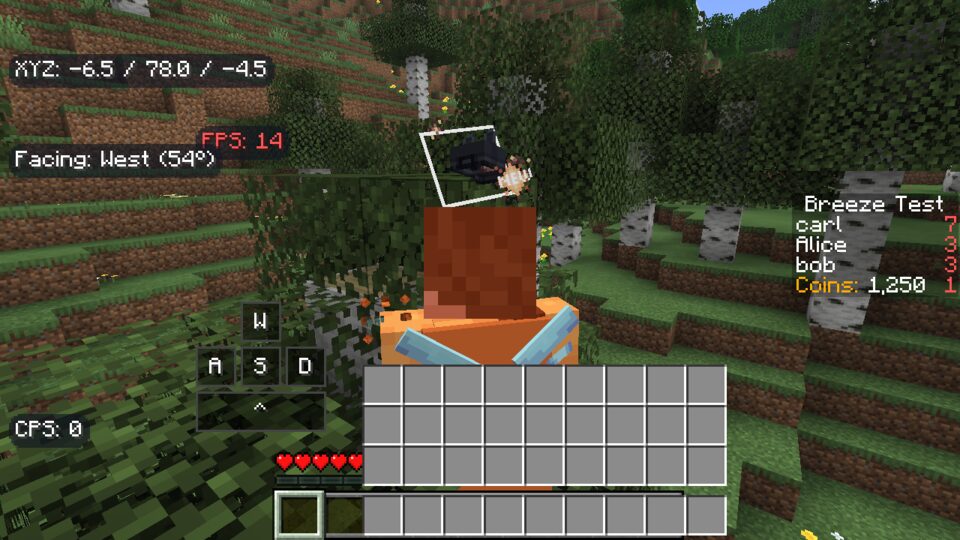 XYZ: -6.5 / 78.0 / -4.5
FPS: 14
Facing: West (54°)
Breeze Test
carl 7
Alice 3
bob 3
Coins: 1,250 1
W
A S D
^
CPS: 0